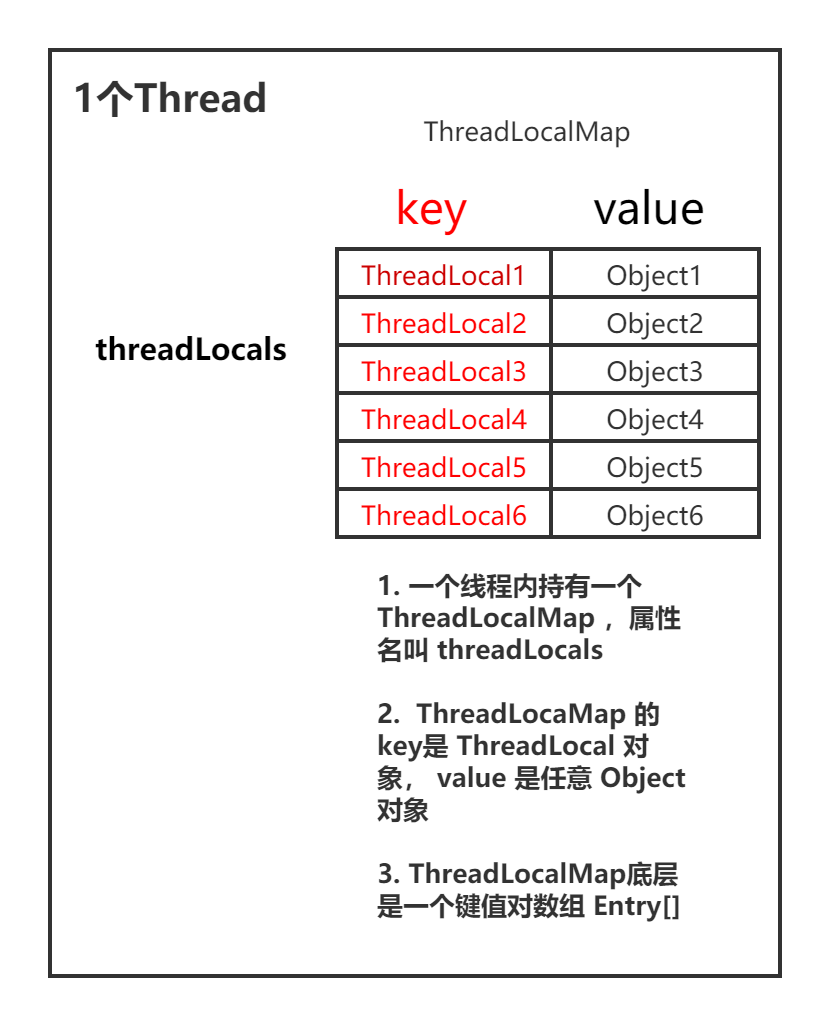 1个Thread
ThreadLocalMap
key value
ThreadLocal1 Object1
ThreadLocal2 Object2
threadLocals
ThreadLocal3 Object3
ThreadLocal4 Object4
ThreadLocal5 Object5
ThreadLocal6 Object6
1. 一个线程内持有一个
ThreadLocalMap ，属性
名叫 threadLocals
2. ThreadLocaMap 的
key是 ThreadLocal 对
象， value 是任意 Object
对象
3. ThreadLocalMap底层
是一个键值对数组 Entry[]